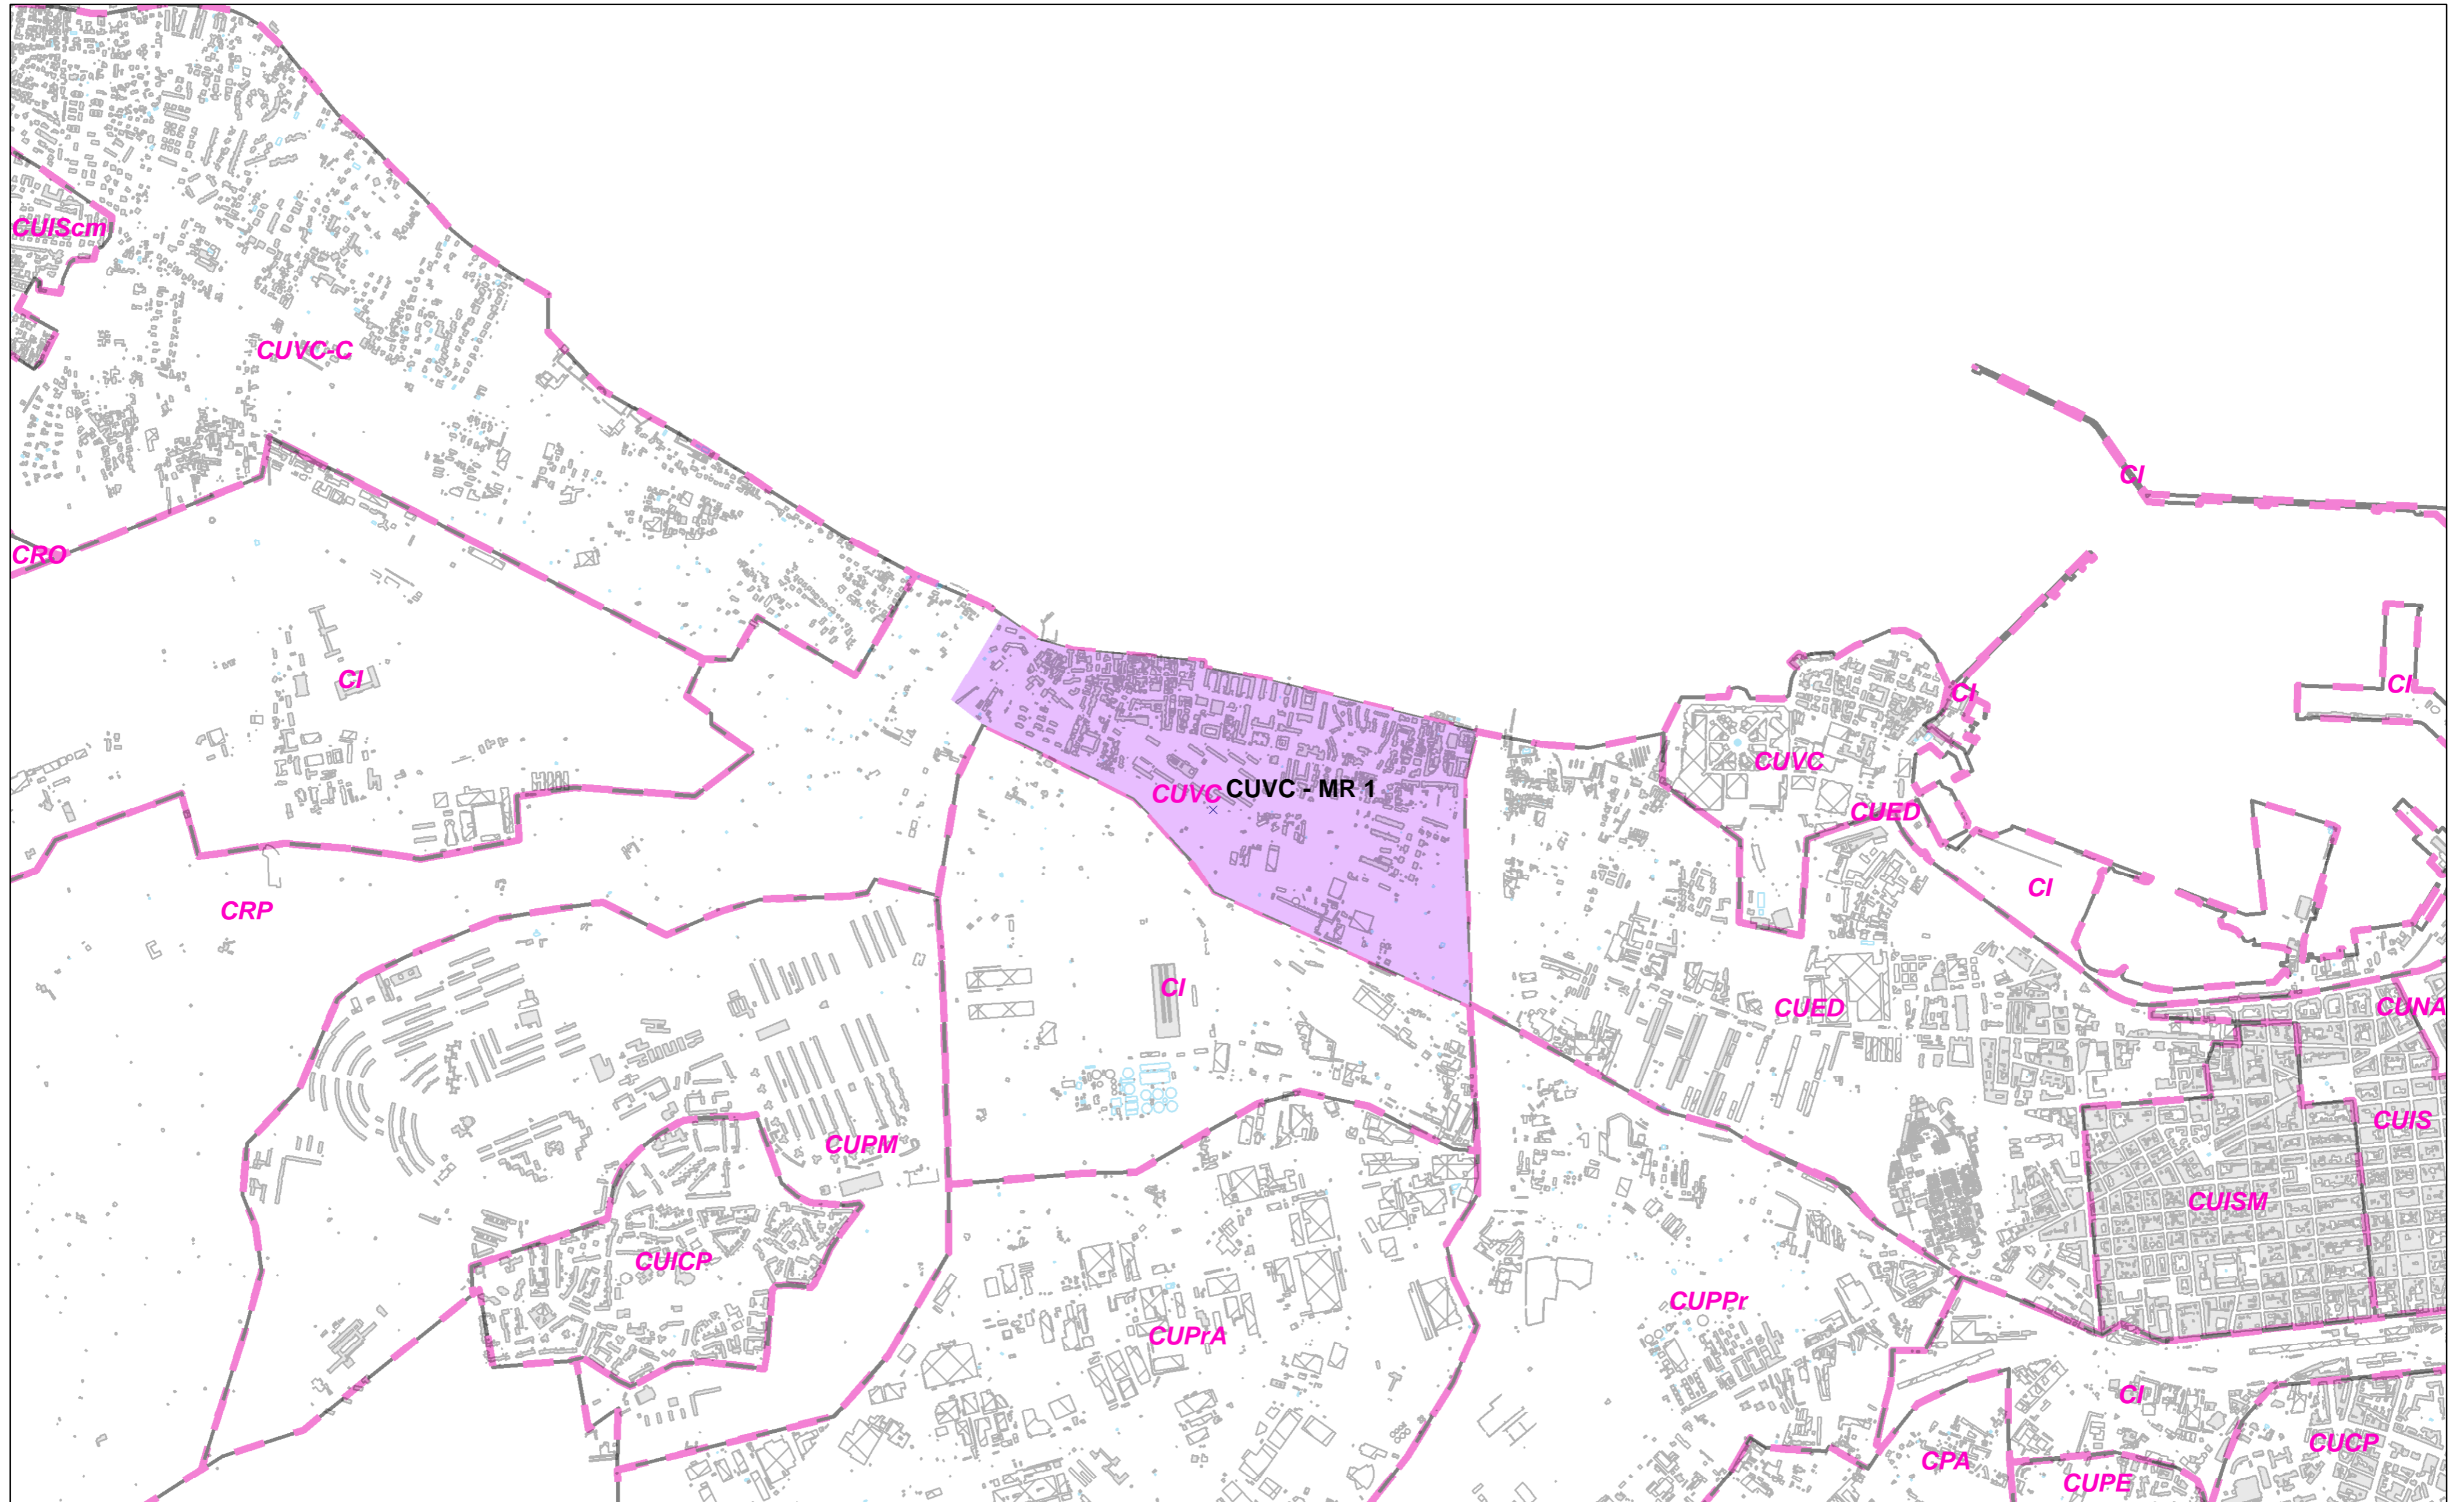 CUIScm
CUVC-C
CI
CRO
CI
CI
CI
CUVC
CUVC
CUVC - MR 1
CUED
CI
CRP
CI
CUED
CUNA
CUIS
CUPM
CUISM
CUICP
CUPPr
CUPrA
CI
CUCP
CPA
CUPE